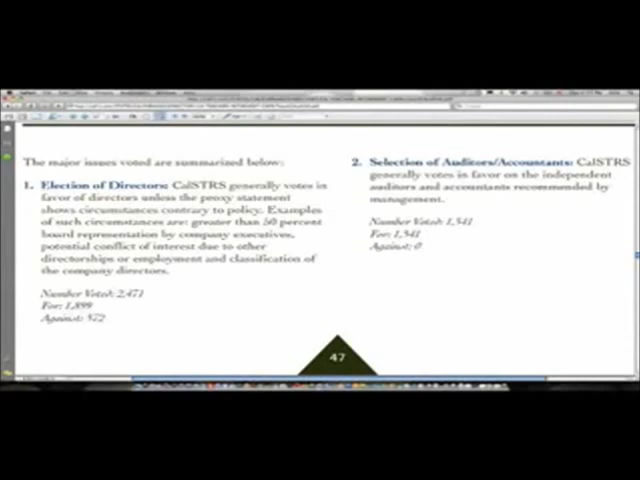 The major issues voted are summarized below:
1. Election of Directors: CalSTRS generally votes in
favor of directors unless the proxy statement
shows circumstances contrary to policy. Examples
of such circumstances are: greater than 50 percent
board representation by company executives,
potential conflict of interest due to other
directorships or employment and classification of
the company directors.
Number Voted: 2,471
For: 1,899
Against: 572
2. Selection of Auditors/Accountants: CalSTRS
generally votes in favor on the independent
auditors and accountants recommended by
management.
Number Voted: 1,541
For: 1,541
Against: 0
47